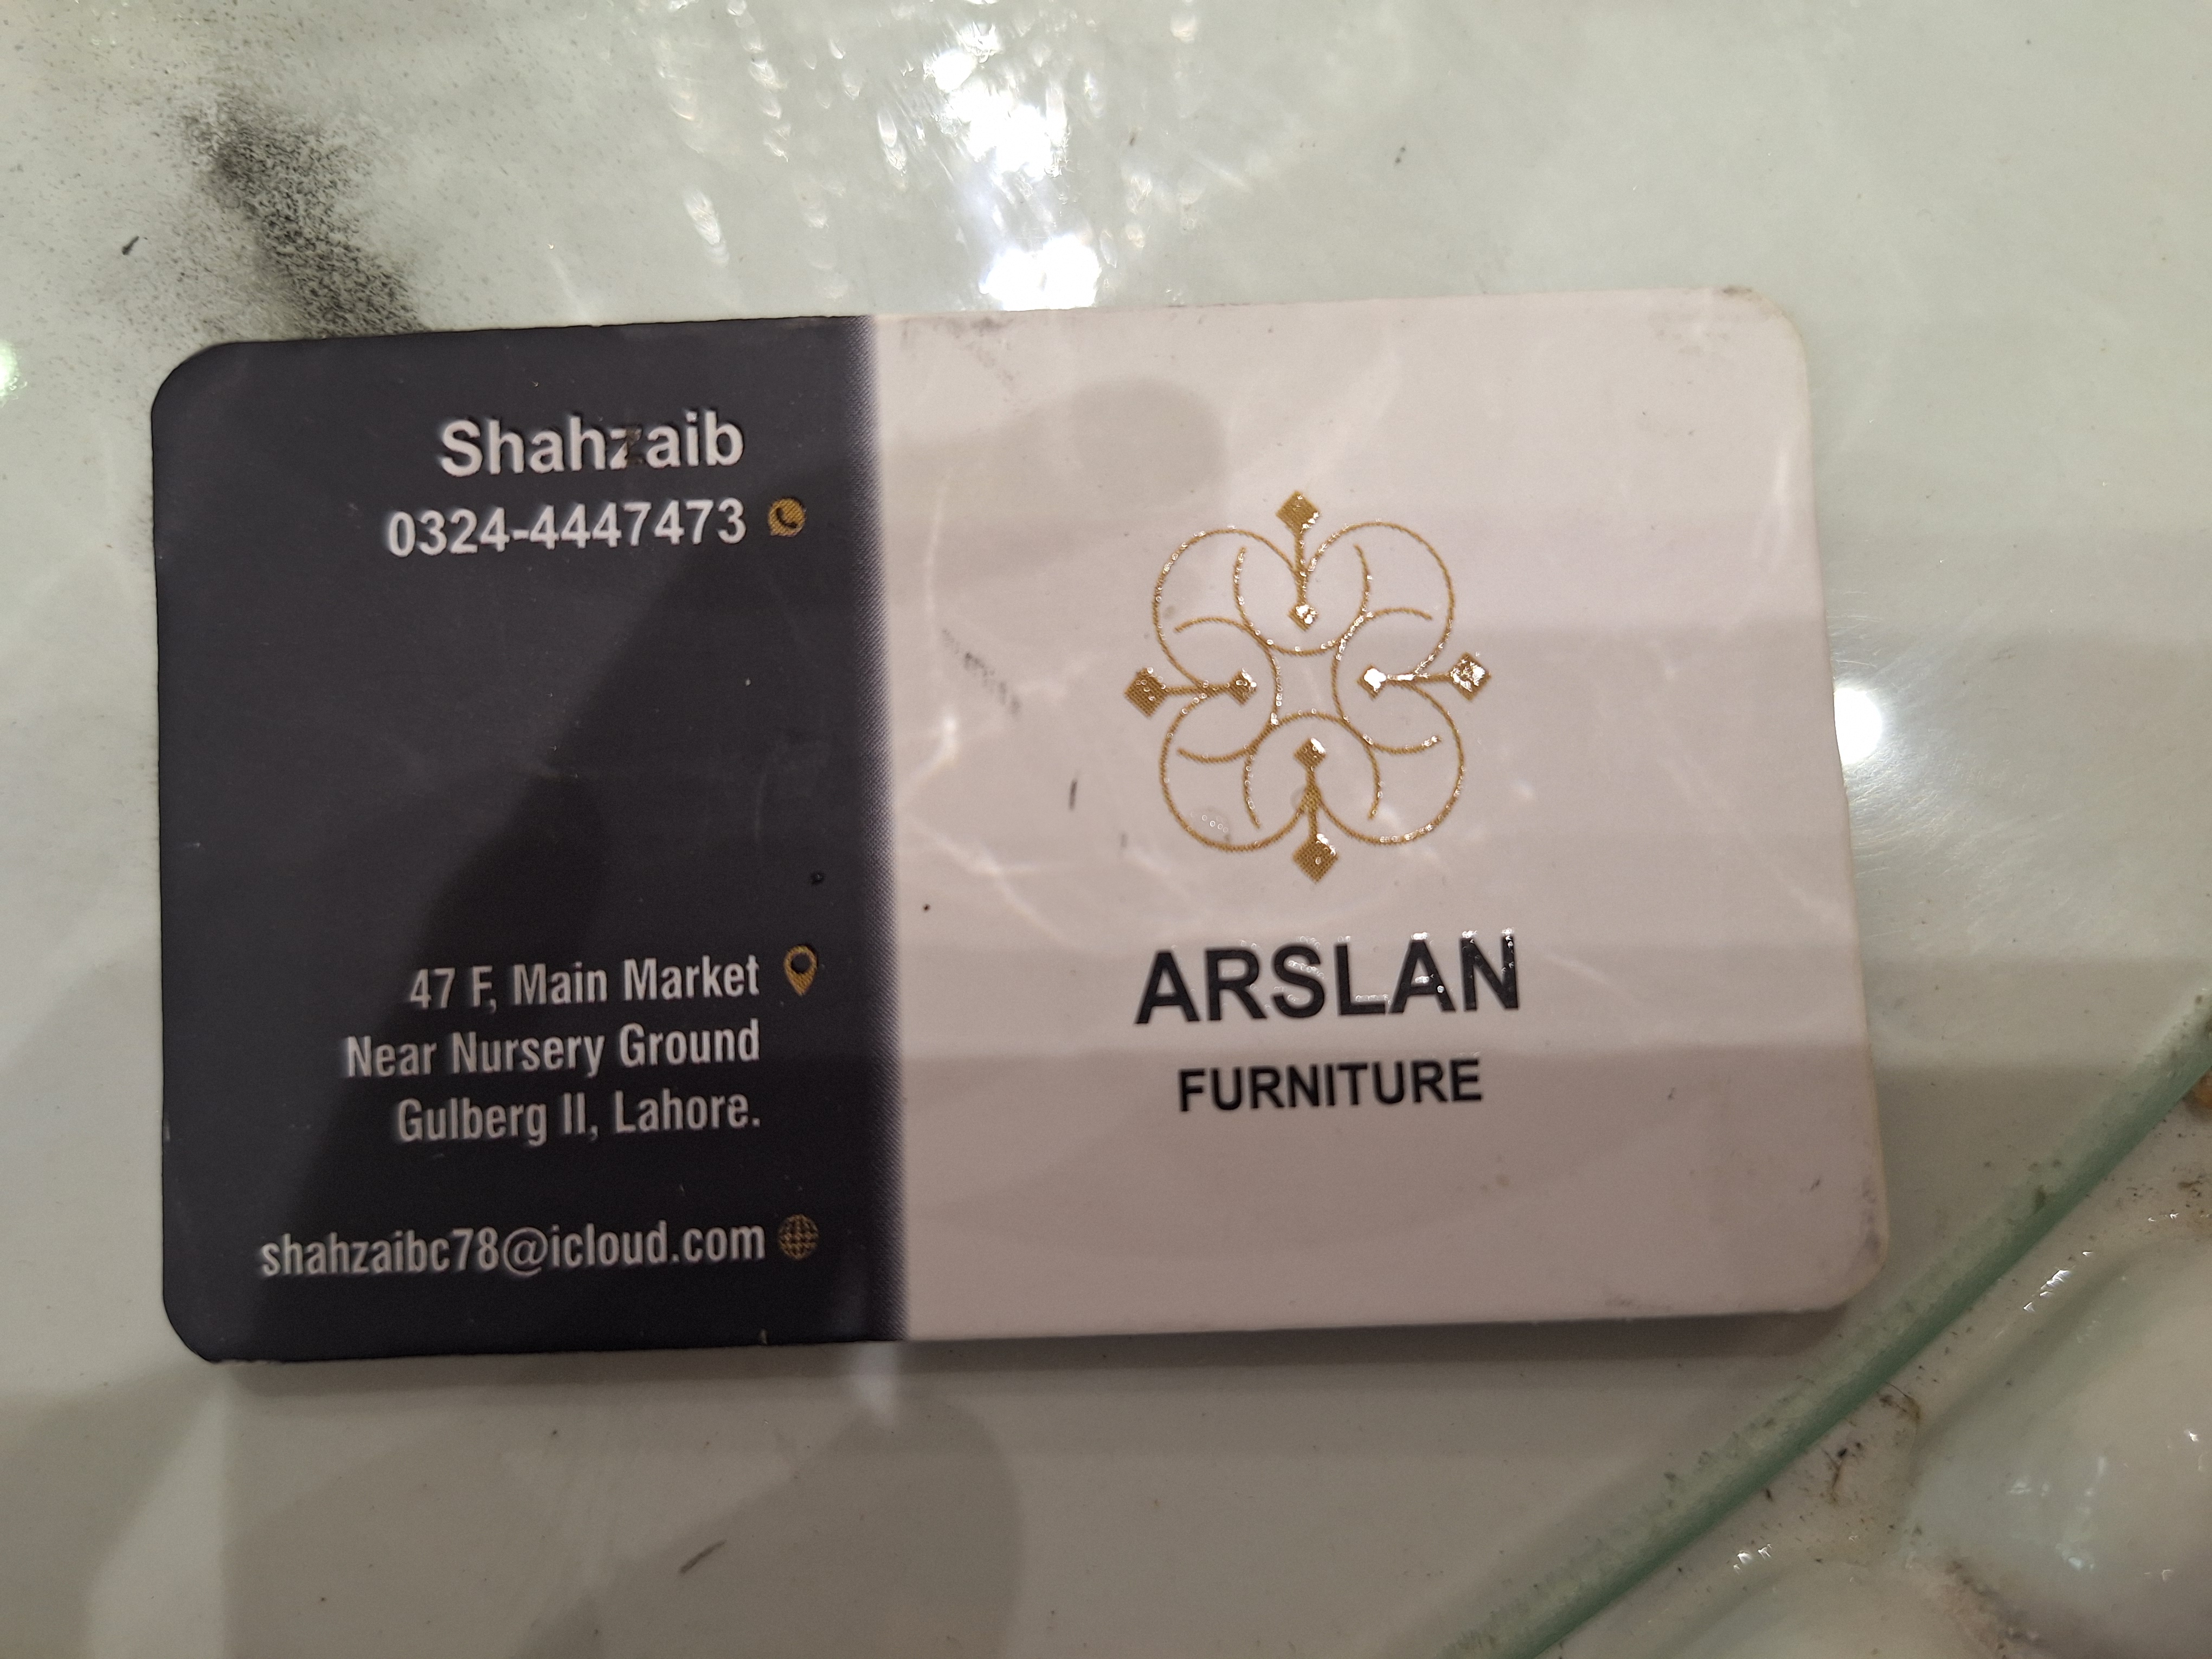 Shahzaib
0324-4447473
47 F, Main Market
Near Nursery Ground
Gulberg II, Lahore.
shahzaibc78@icloud.com
ARSLAN
FURNITURE